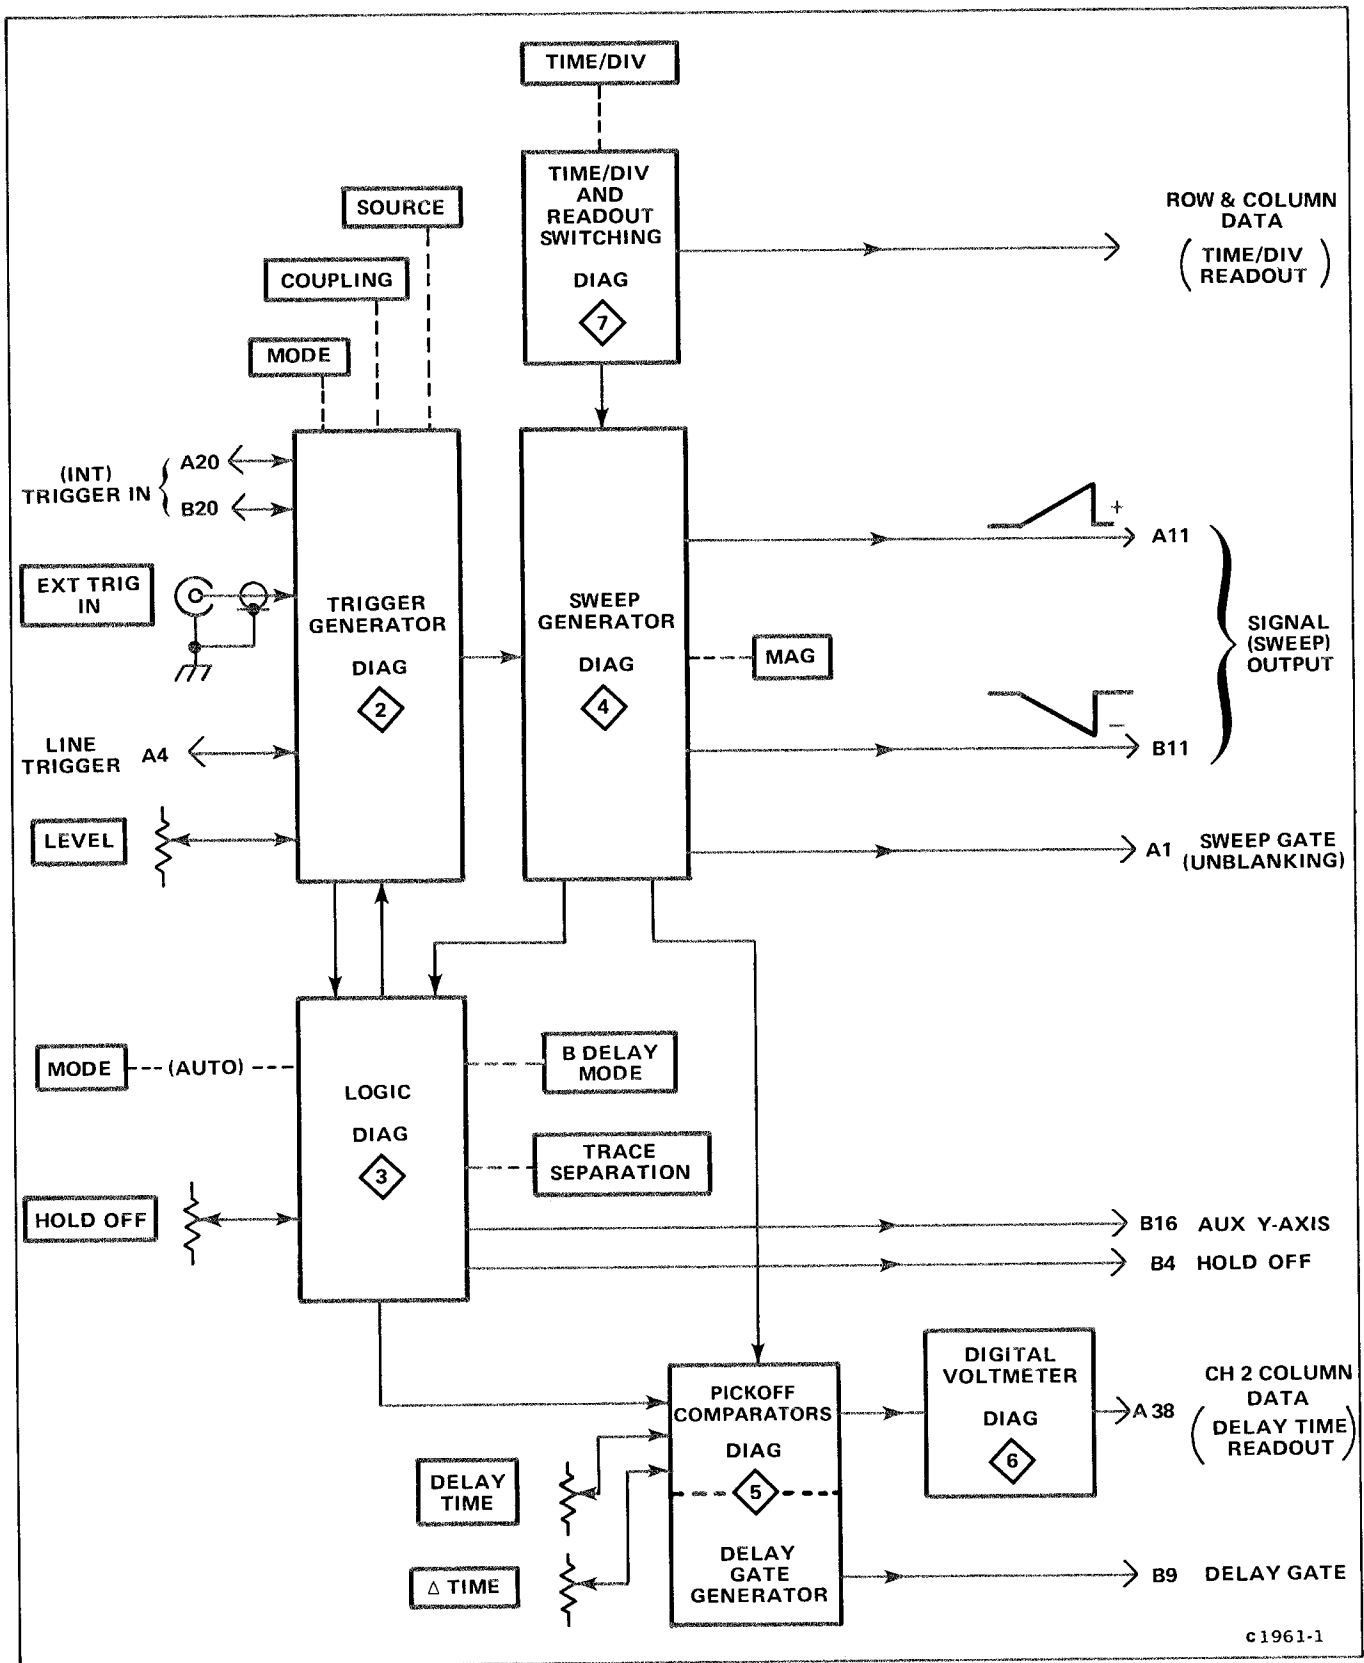 TIME/DIV
TIME/DIV
AND
READOUT
SWITCHING
DIAG
7
ROW & COLUMN
DATA
( TIME/DIV
READOUT )
SOURCE
COUPLING
MODE
(INT)
TRIGGER IN
A20
B20
EXT TRIG
IN
LINE
TRIGGER
A4
LEVEL
TRIGGER
GENERATOR
DIAG
2
SWEEP
GENERATOR
DIAG
4
MAG
+
A11
−
B11
SIGNAL
(SWEEP)
OUTPUT
A1
SWEEP GATE
(UNBLANKING)
MODE
(AUTO)
HOLD OFF
LOGIC
DIAG
3
B DELAY
MODE
TRACE
SEPARATION
B16 AUX Y-AXIS
B4 HOLD OFF
DELAY
TIME
Δ TIME
PICKOFF
COMPARATORS
DIAG
5
DELAY
GATE
GENERATOR
DIGITAL
VOLTMETER
DIAG
6
A38
CH 2 COLUMN
DATA
( DELAY TIME
READOUT )
B9 DELAY GATE
C1961-1